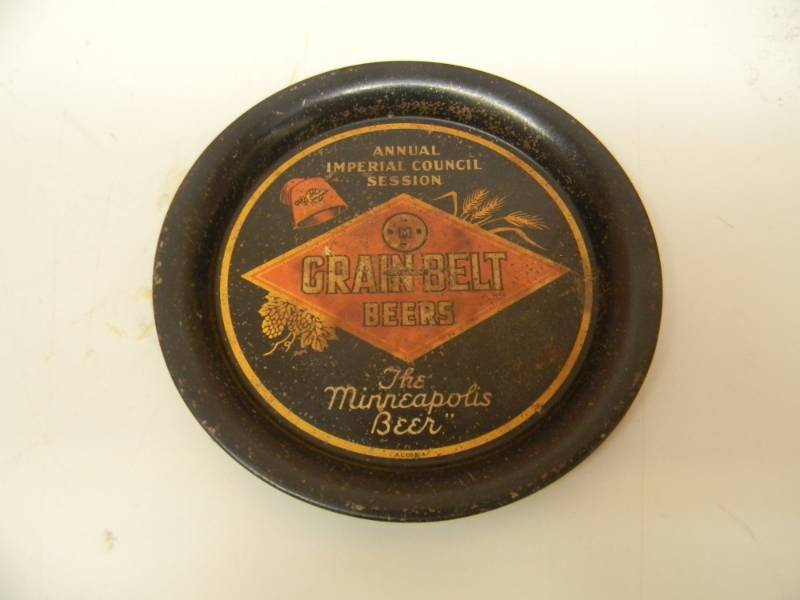 ANNUAL
IMPERIAL COUNCIL
SESSION
M
GRAIN BELT
BEERS
The
Minneapolis
Beer"